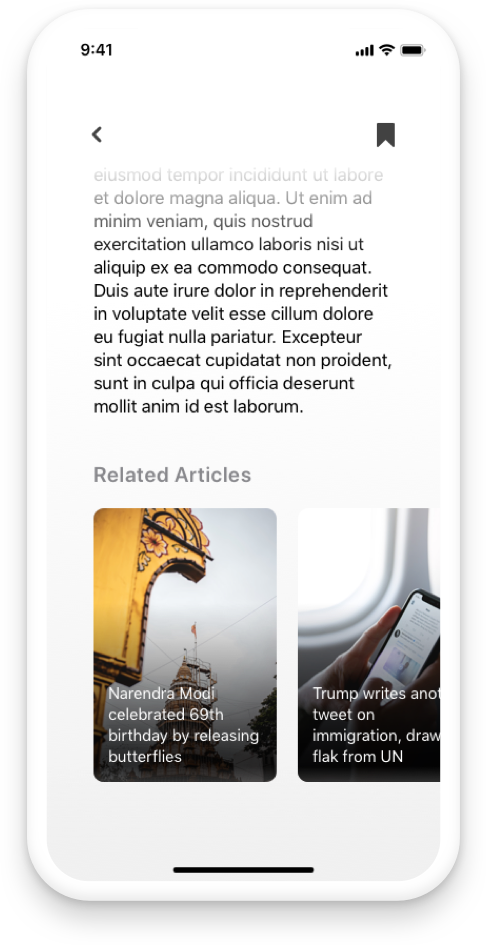 9:41
eiusmod tempor incididunt ut labore
et dolore magna aliqua. Ut enim ad
minim veniam, quis nostrud
exercitation ullamco laboris nisi ut
aliquip ex ea commodo consequat.
Duis aute irure dolor in reprehenderit
in voluptate velit esse cillum dolore
eu fugiat nulla pariatur. Excepteur
sint occaecat cupidatat non proident,
sunt in culpa qui officia deserunt
mollit anim id est laborum.
Related Articles
Narendra Modi
celebrated 69th
birthday by releasing
butterflies
Trump writes anot
tweet on
immigration, draw
flak from UN